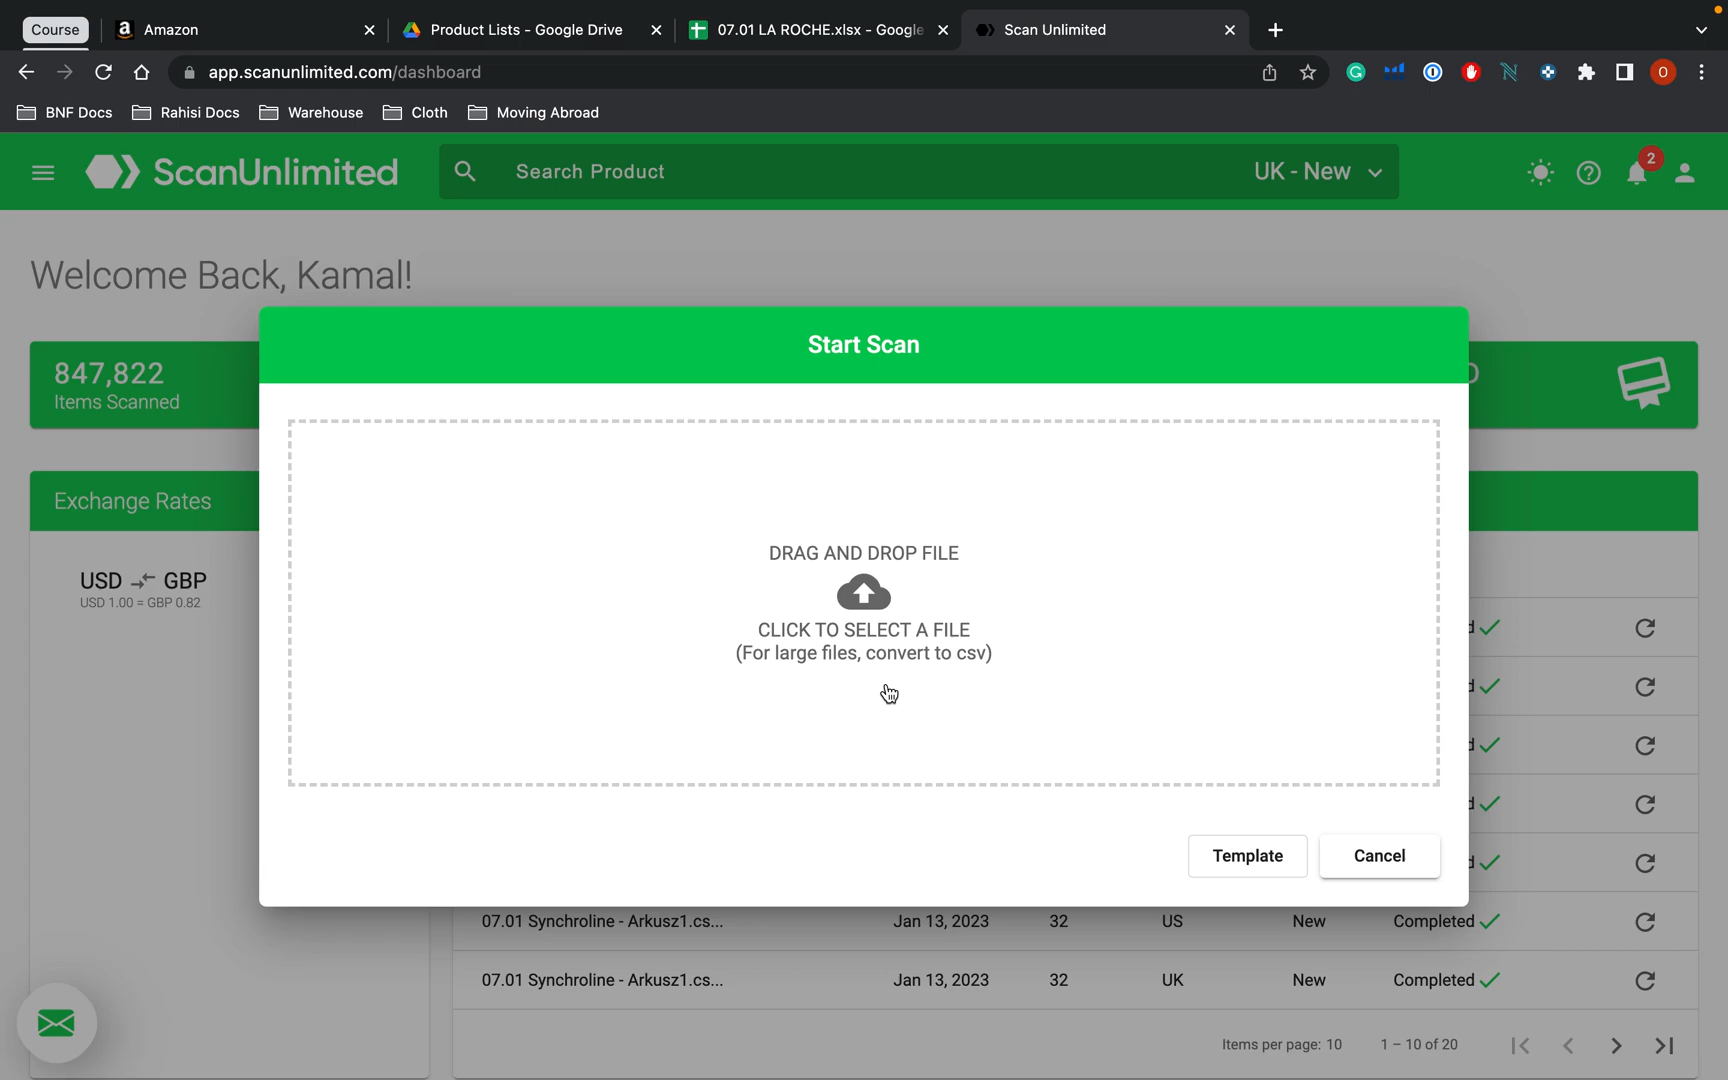 Course
Amazon
Product Lists - Google Drive
07.01 LA ROCHE.xlsx - Google
Scan Unlimited
app.scanunlimited.com/dashboard
O
BNF Docs
Rahisi Docs
Warehouse
Cloth
Moving Abroad
ScanUnlimited
Search Product
UK - New
2
Welcome Back, Kamal!
847,822
Items Scanned
Start Scan
Exchange Rates
USD GBP
USD 1.00 = GBP 0.82
DRAG AND DROP FILE
CLICK TO SELECT A FILE
(For large files, convert to csv)
Template
Cancel
07.01 Synchroline - Arkusz1.cs... Jan 13, 2023 32 US New Completed
07.01 Synchroline - Arkusz1.cs... Jan 13, 2023 32 UK New Completed
Items per page: 10 1 – 10 of 20